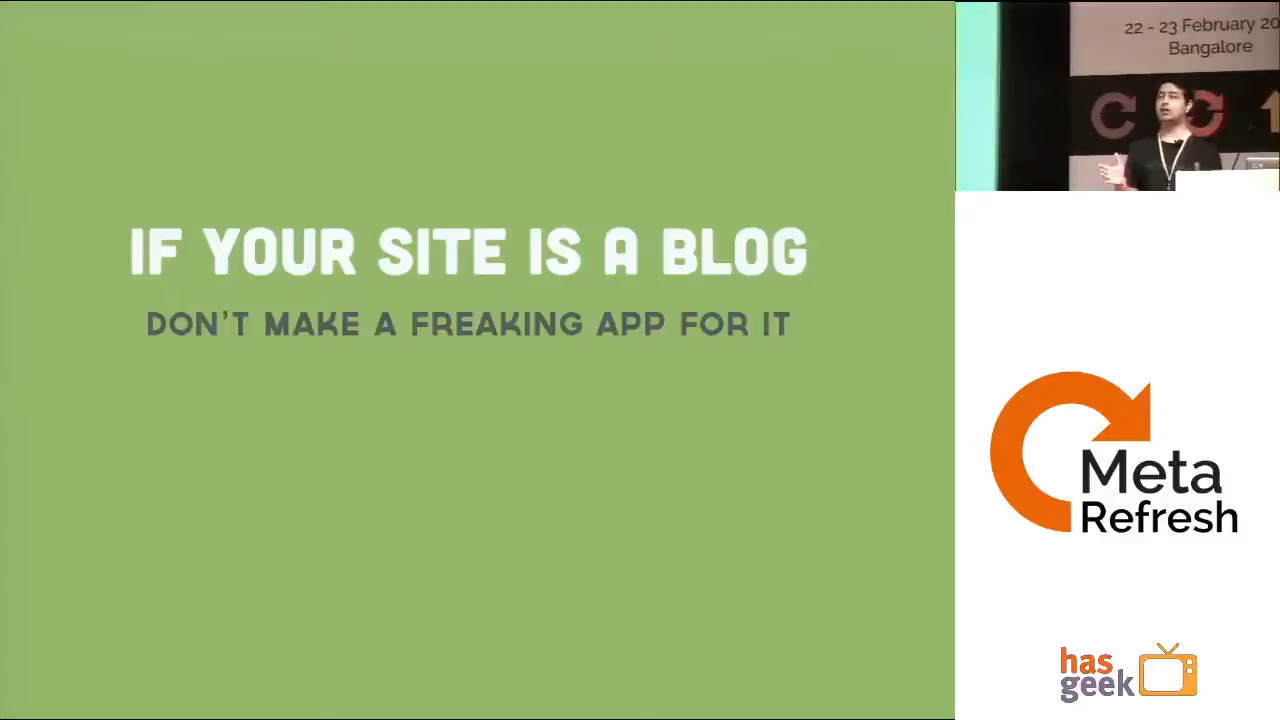 IF YOUR SITE IS A BLOG
DON'T MAKE A FREAKING APP FOR IT
22 - 23 February 20
Bangalore
Meta
Refresh
has
geek